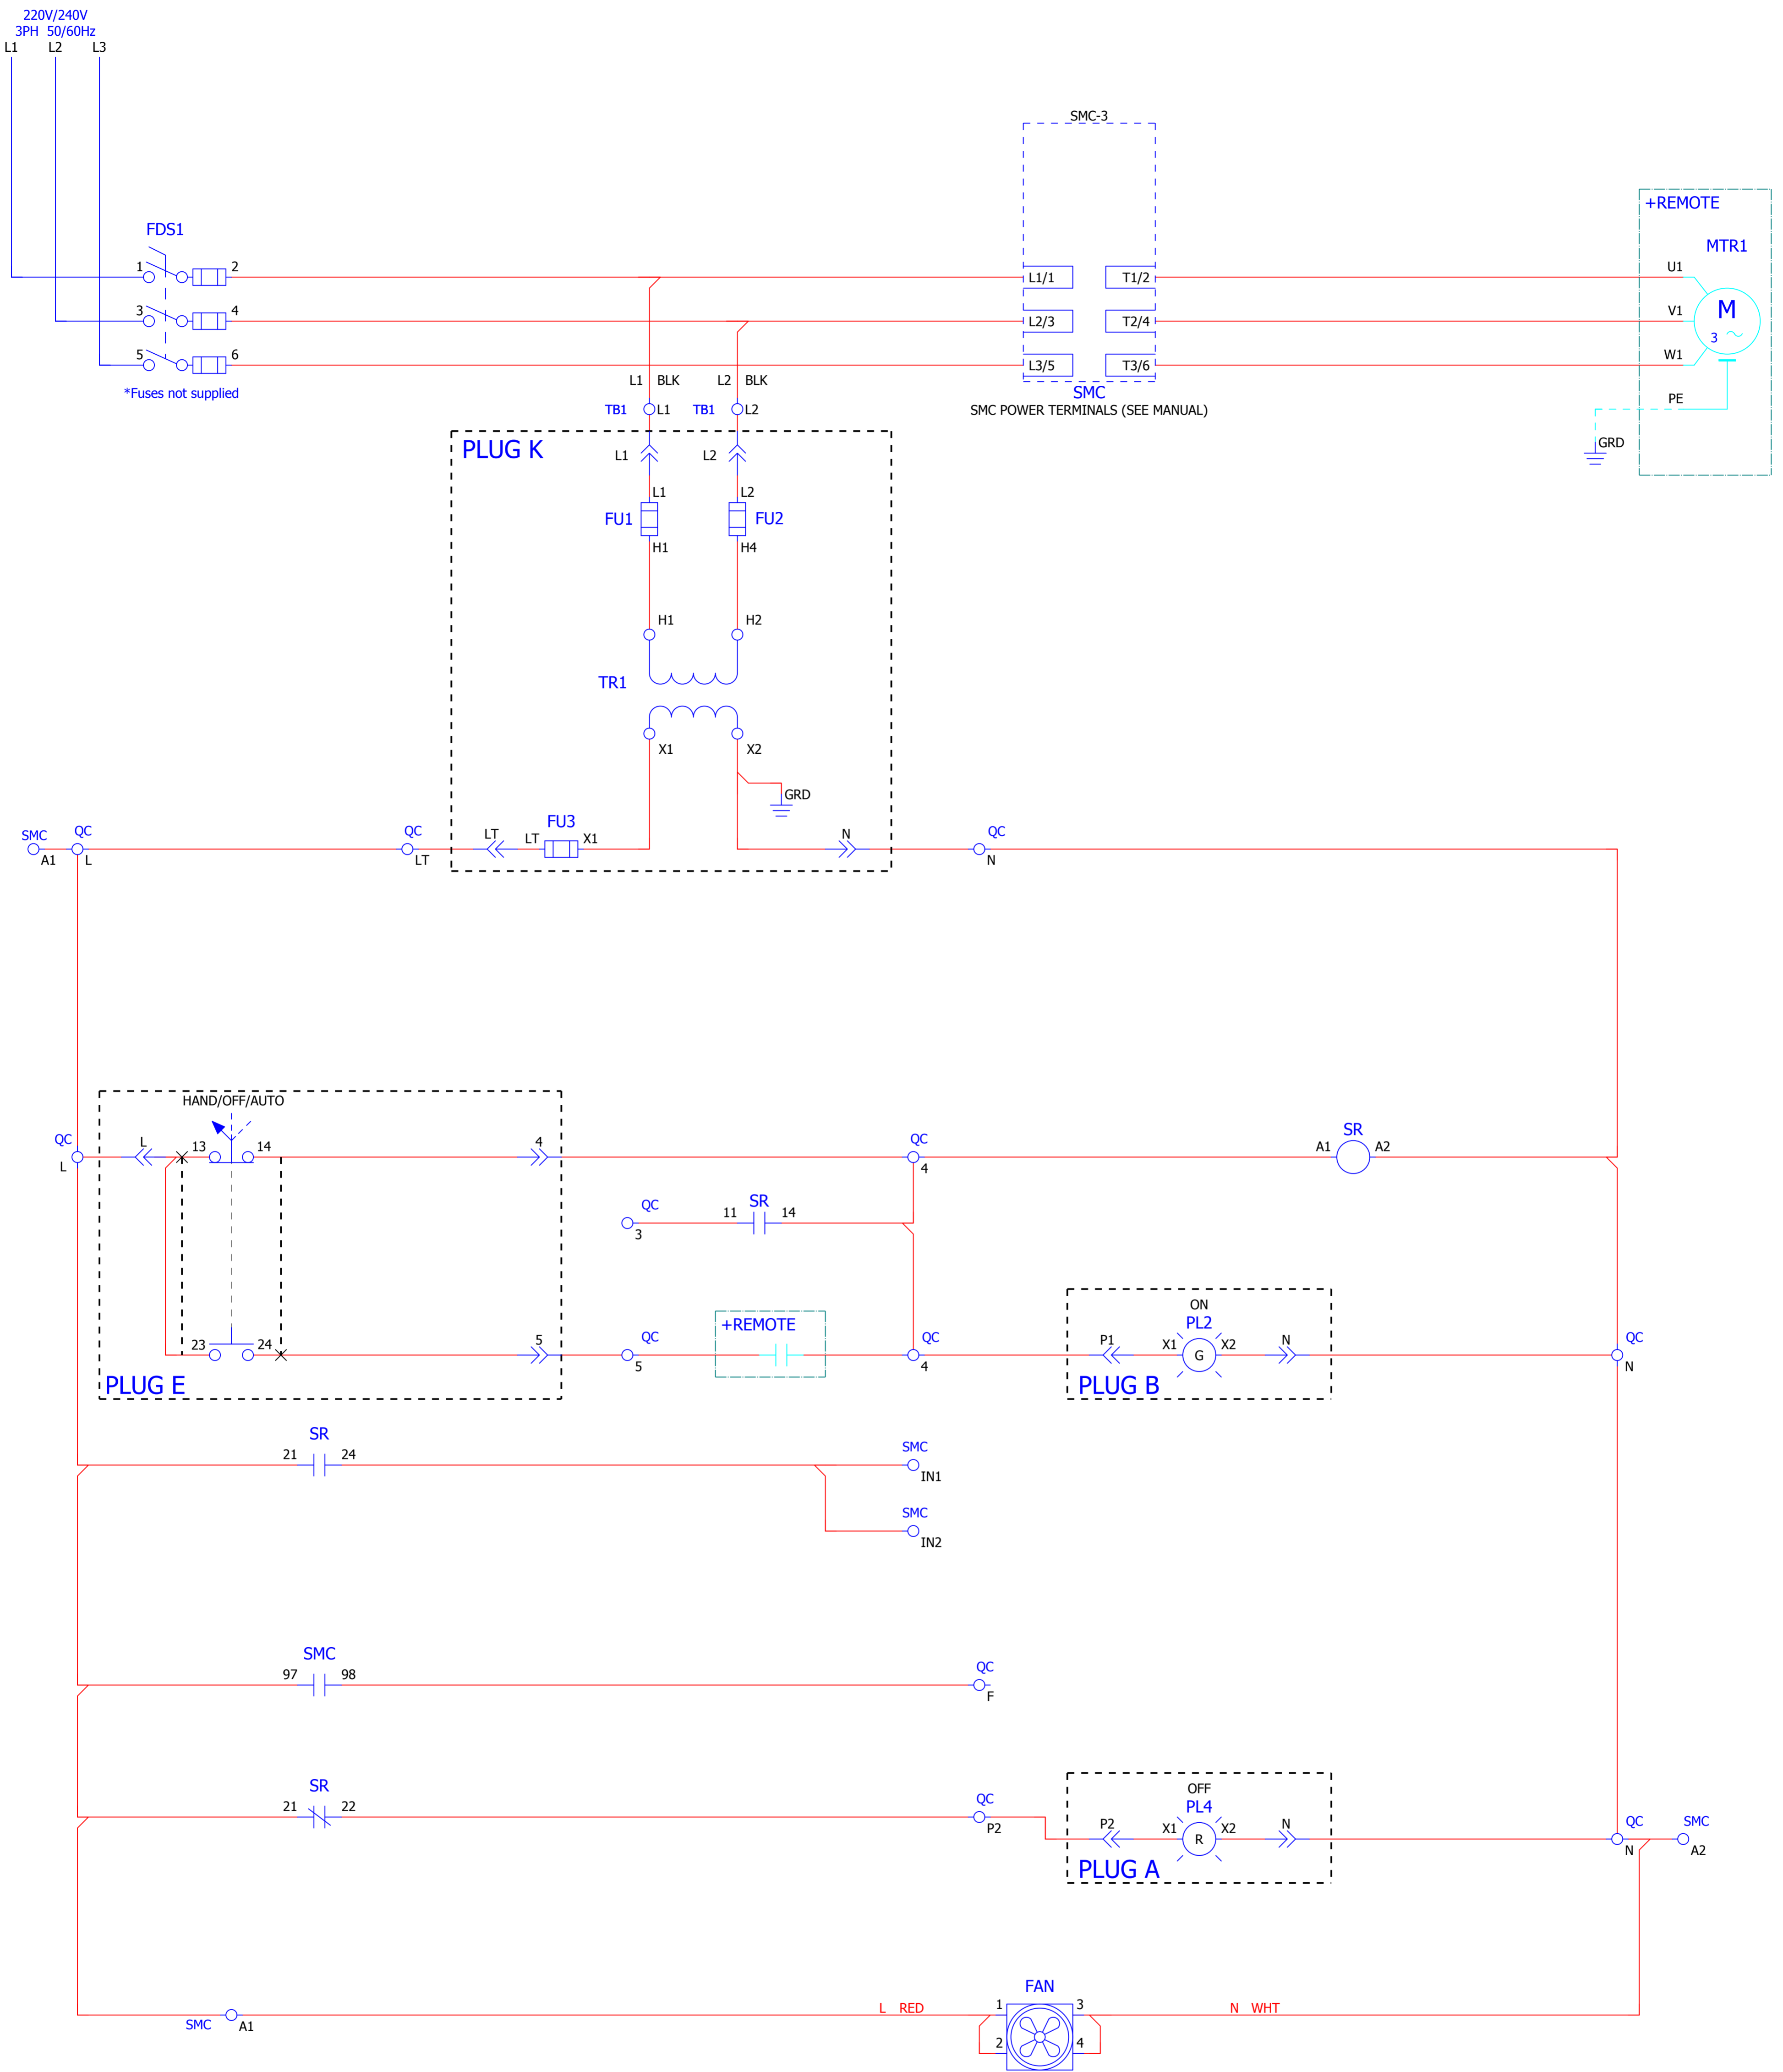 220V/240V
3PH 50/60Hz
L1 L2 L3
SMC-3
+REMOTE
FDS1
MTR1
1 2
L1/1 T1/2
U1
3 4
L2/3 T2/4
V1
M
3
5 6
L3/5 T3/6
W1
*Fuses not supplied
L1 BLK L2 BLK
SMC
SMC POWER TERMINALS (SEE MANUAL)
PE
TB1 L1 TB1 L2
GRD
PLUG K
L1 L2
L1 L2
FU1 FU2
H1 H4
H1 H2
TR1
X1 X2
GRD
SMC QC QC
FU3
LT LT X1
N
QC
A1 L LT
N
HAND/OFF/AUTO
QC
L 13 14
4
QC
SR
A1 A2
L
4
QC
SR
11 14
3
ON
+REMOTE
PL2
23 24
5
QC
QC
P1 X1 G X2 N
QC
5
4
N
PLUG E
PLUG B
SR
21 24
SMC
IN1
SMC
IN2
SMC
97 98
QC
F
SR
21 22
QC
P2
OFF
PL4
P2 X1 R X2 N
QC SMC
N A2
PLUG A
FAN
SMC A1
L RED
1 3
N WHT
2 4